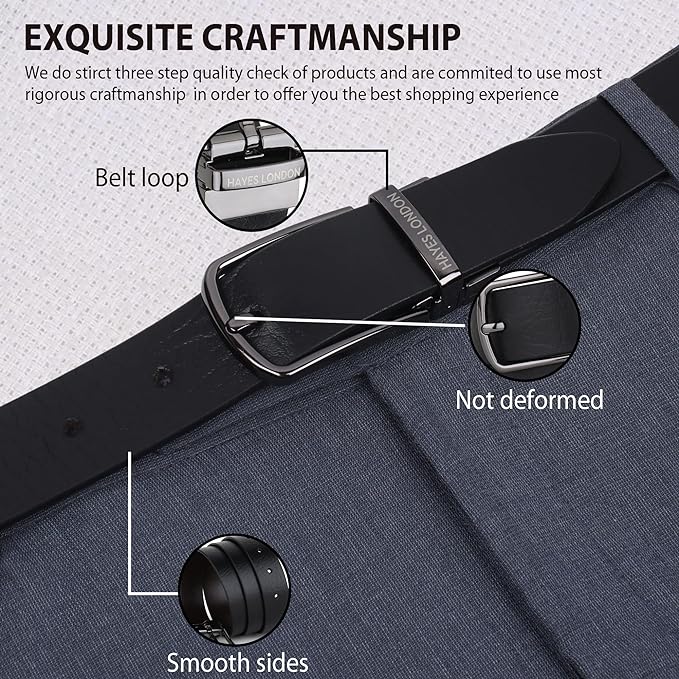 EXQUISITE CRAFTMANSHIP
We do stirct three step quality check of products and are commited to use most
rigorous craftmanship in order to offer you the best shopping experience
Belt loop
HAYES LONDON
HAYES LONDON
Not deformed
Smooth sides